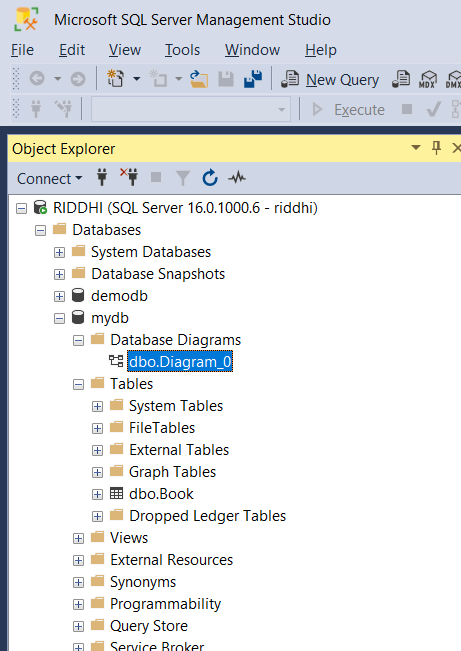 Microsoft SQL Server Management Studio
File Edit View Tools Window Help
New Query MDX DMX
Execute
Object Explorer
Connect
RIDDHI (SQL Server 16.0.1000.6 - riddhi)
Databases
System Databases
Database Snapshots
demodb
mydb
Database Diagrams
dbo.Diagram_0
Tables
System Tables
FileTables
External Tables
Graph Tables
dbo.Book
Dropped Ledger Tables
Views
External Resources
Synonyms
Programmability
Query Store
Service Broker